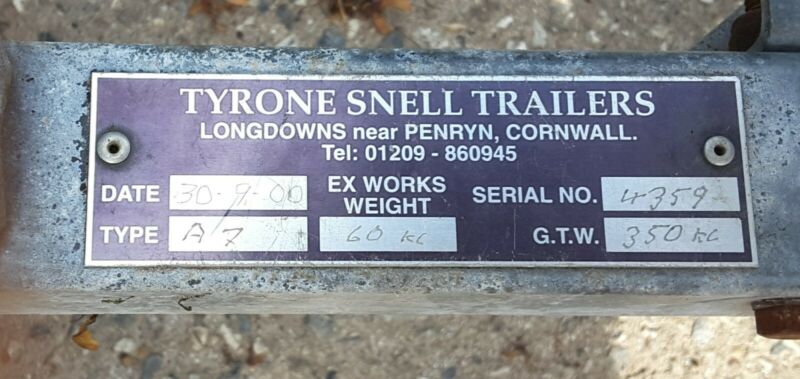 TYRONE SNELL TRAILERS
LONGDOWNS near PENRYN, CORNWALL.
Tel: 01209 - 860945
DATE 30-9-00 EX WORKS WEIGHT SERIAL NO. 4359
TYPE A7 60 KG G.T.W. 350 KG